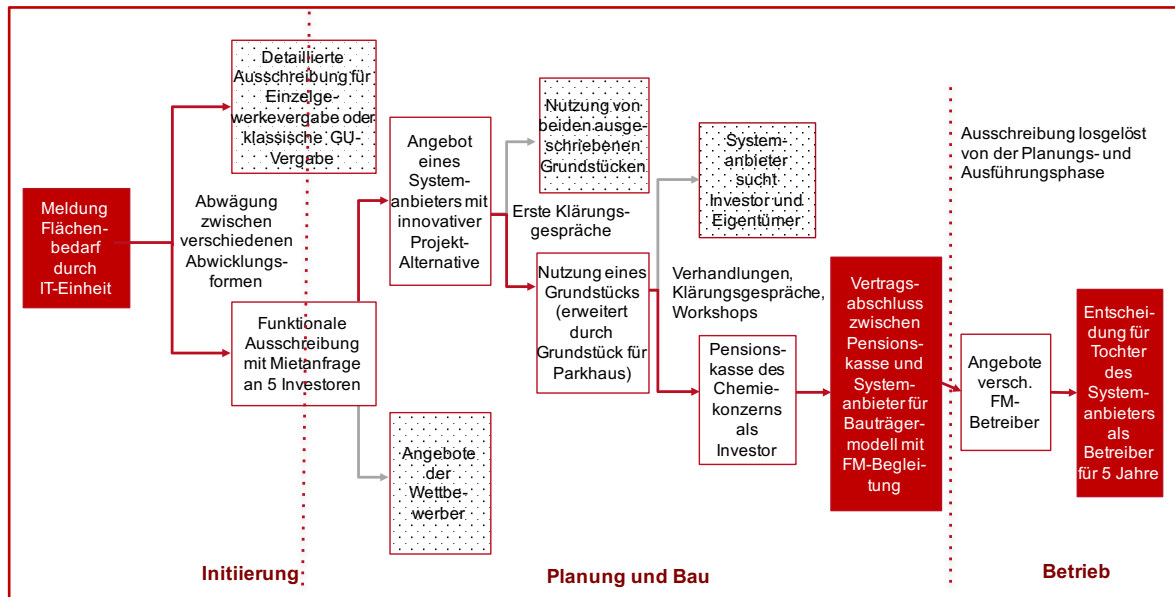 Meldung
Flächen-
bedarf
durch
IT-Einheit
Detaillierte
Ausschreibung für
Einzelge-
werkevergabe oder
klassische GU-
Vergabe
Abwägung
zwischen
verschiedenen
Abwicklungs-
formen
Funktionale
Ausschreibung
mit Mietanfrage
an 5 Investoren
Angebot
eines
System-
anbieters mit
innovativer
Projekt-
Alternative
Angebote
der
Wettbe-
werber
Nutzung von
beiden ausge-
schriebenen
Grundstücken
Erste Klärungs-
gespräche
Nutzung eines
Grundstücks
(erweitert
durch
Grundstück für
Parkhaus)
System-
anbieter
sucht
Investor und
Eigentümer
Verhandlungen,
Klärungsgespräche,
Workshops
Pensions-
kasse des
Chemie-
konzerns
als
Investor
Vertrags-
abschluss
zwischen
Pensions-
kasse und
System-
anbieter für
Bauträger-
modell mit
FM-Beglei-
tung
Ausschreibung losgelöst
von der Planungs- und
Ausführungsphase
Angebote
versch.
FM-
Betreiber
Entschei-
dung für
Tochter
des
System-
anbieters
als
Betreiber
für 5 Jahre
Initiierung
Planung und Bau
Betrieb